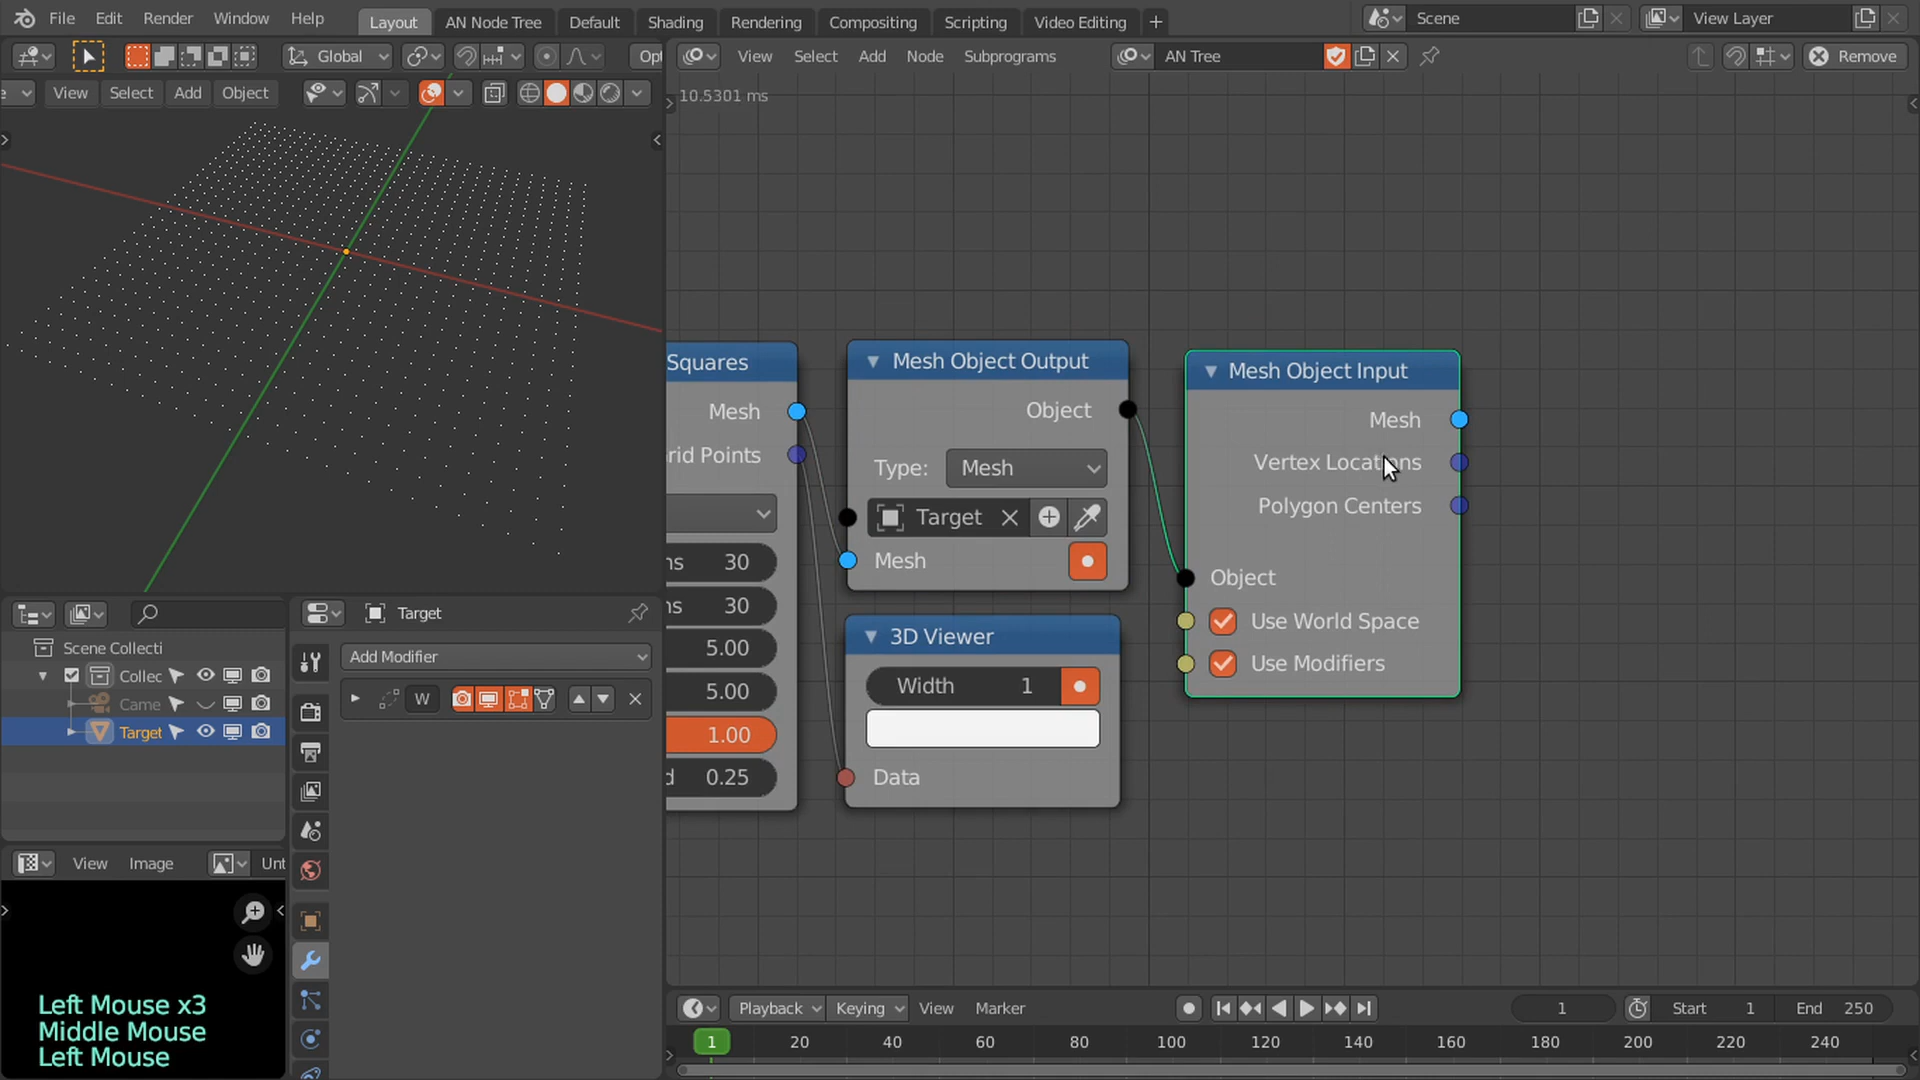 File Edit Render Window Help Layout AN Node Tree Default Shading Rendering Compositing Scripting Video Editing + Scene View Layer
Global Opt View Select Add Node Subprograms AN Tree Remove
View Select Add Object
10.5301 ms
Squares
Mesh
rid Points
30
30
5.00
5.00
1.00
0.25
Mesh Object Output
Object
Type: Mesh
Target
Mesh
3D Viewer
Width 1
Data
Mesh Object Input
Mesh
Vertex Locations
Polygon Centers
Object
Use World Space
Use Modifiers
Scene Collecti
Collec
Came
Target
Target
Add Modifier
W
View Image Unt
Left Mouse x3
Middle Mouse
Left Mouse
Playback Keying View Marker 1 Start 1 End 250
1 20 40 60 80 100 120 140 160 180 200 220 240